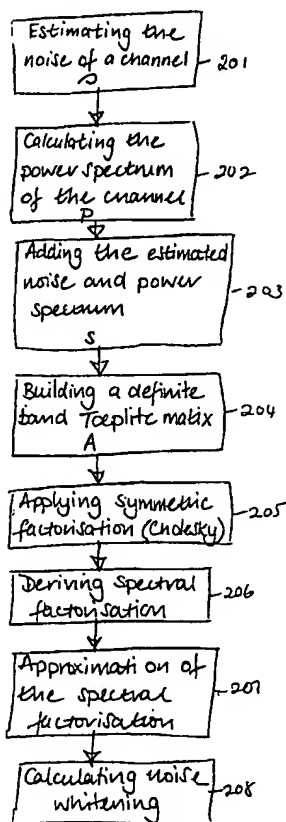 Estimating the
noise of a channel
201
Calculating the
power spectrum
of the channel
202
P
Adding the estimated
noise and power
spectrum
203
S
Building a definite
band Toeplitz matix
204
A
Applying symmetric
factorisation (Cholesky)
205
Deriving spectral
factorisation
206
Approximation of
the spectral
factorisation
207
Calculating noise
whitening
208